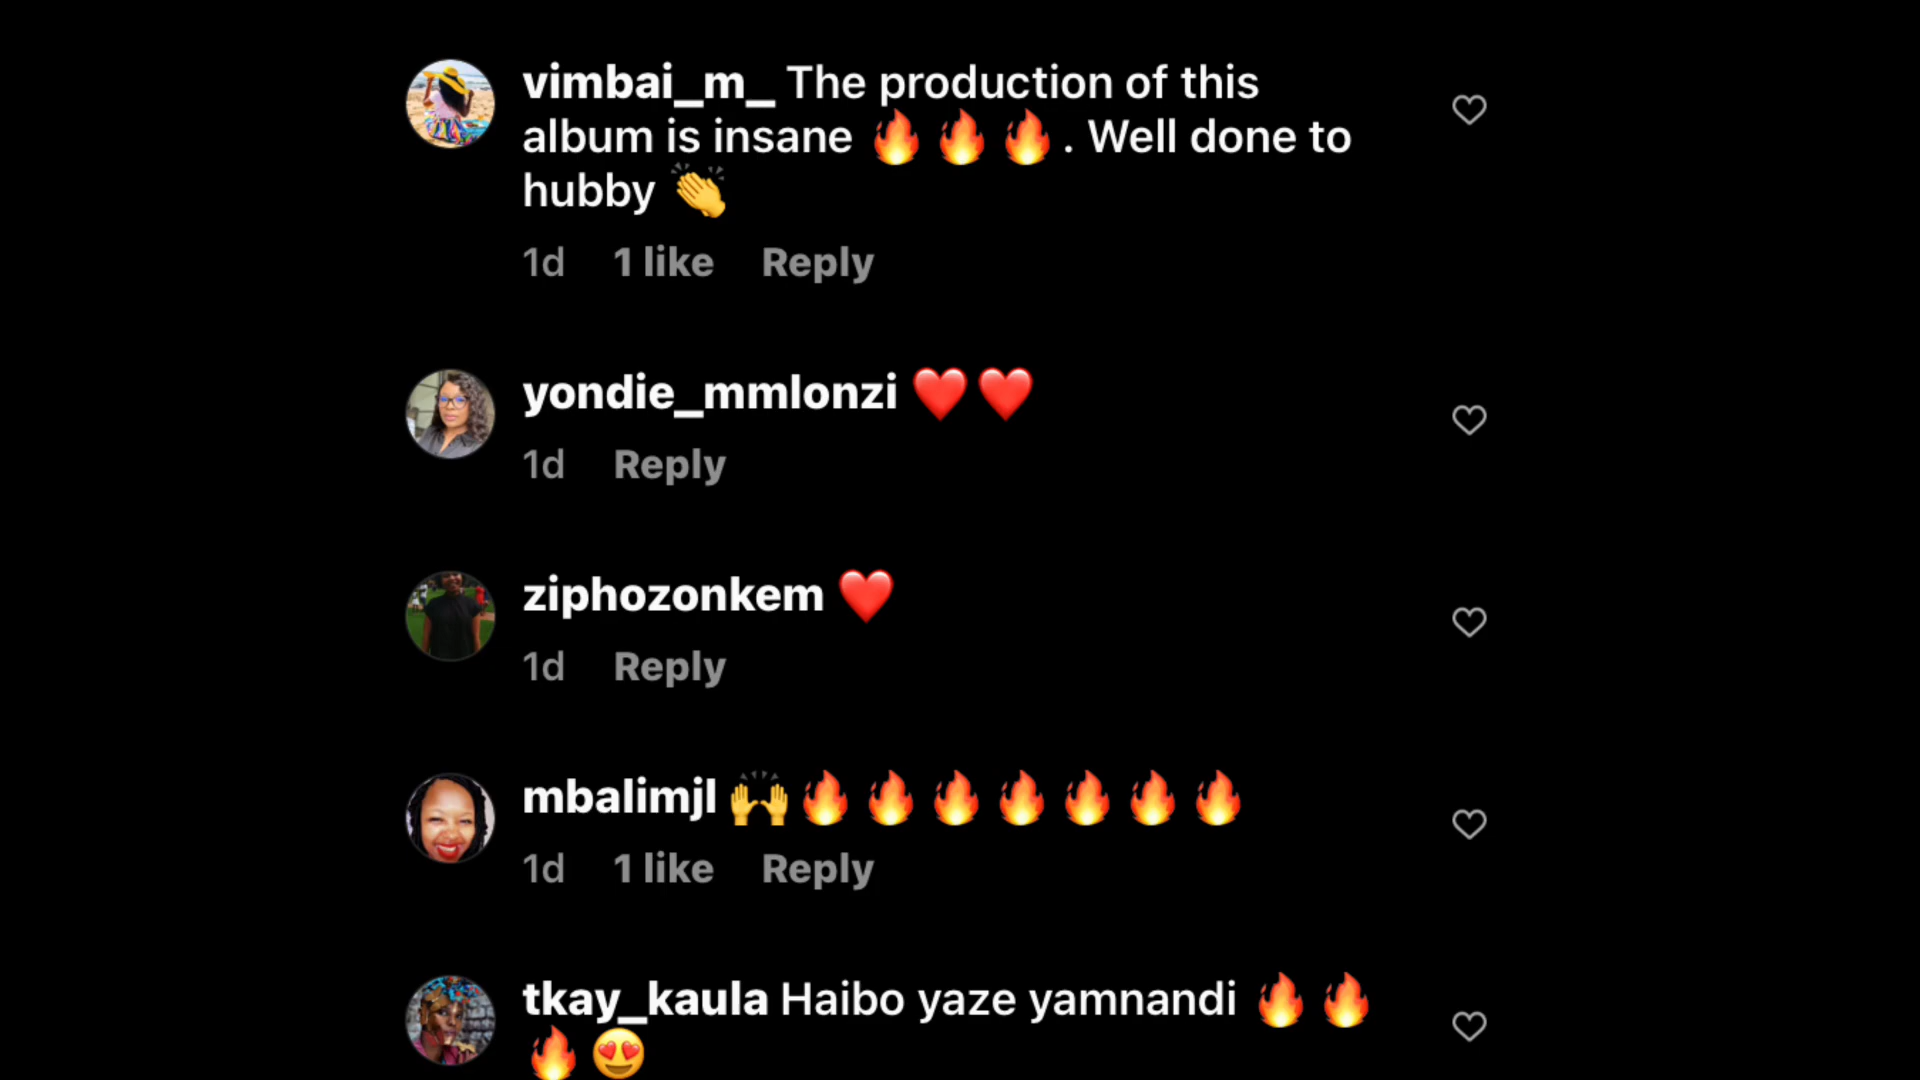 vimbai_m_ The production of this
album is insane 🔥🔥🔥. Well done to
hubby 👏
1d 1 like Reply
yondie_mmlonzi ❤️❤️
1d Reply
ziphozonkem ❤️
1d Reply
mbalimjl 🙌🔥🔥🔥🔥🔥🔥🔥
1d 1 like Reply
tkay_kaula Haibo yaze yamnandi 🔥🔥
🔥😍